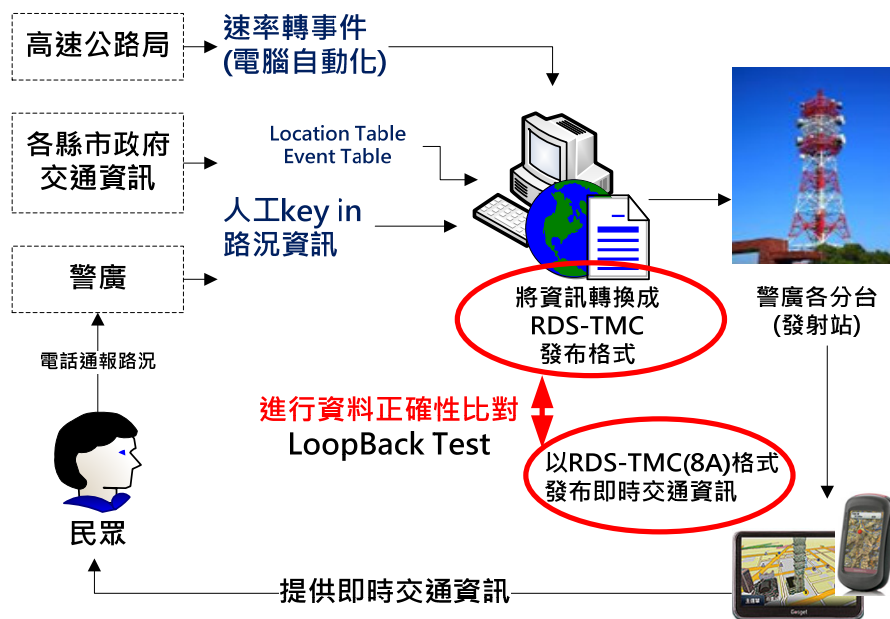 高速公路局
速率轉事件
(電腦自動化)
各縣市政府
交通資訊
Location Table
Event Table
人工key in
路況資訊
警廣
電話通報路況
民眾
將資訊轉換成
RDS-TMC
發布格式
警廣各分台
(發射站)
進行資料正確性比對
LoopBack Test
以RDS-TMC(8A)格式
發布即時交通資訊
提供即時交通資訊